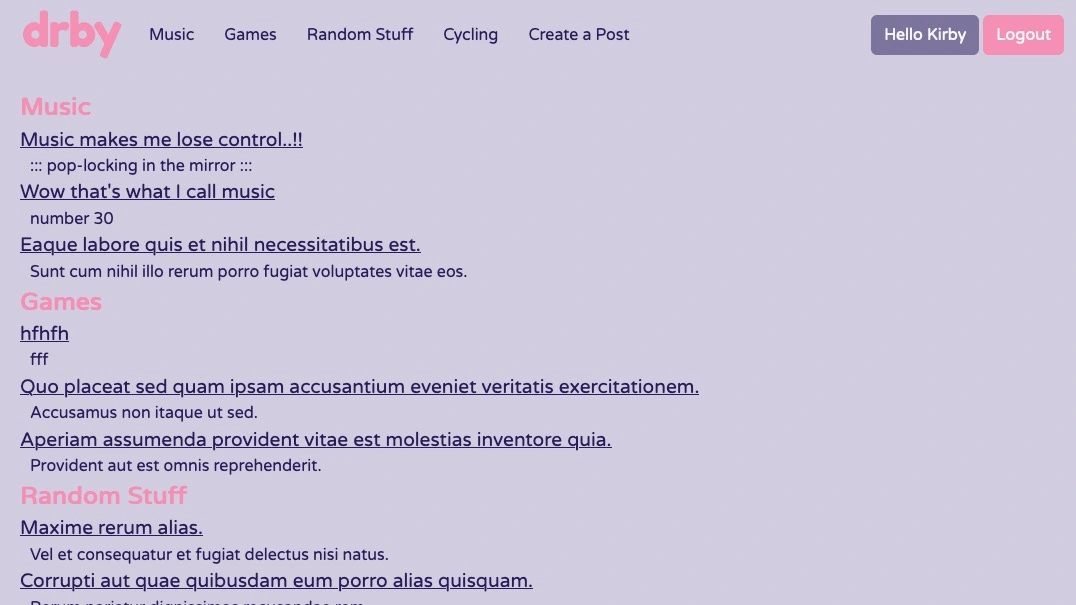 drby Music Games Random Stuff Cycling Create a Post Hello Kirby Logout
Music
Music makes me lose control..!!
::: pop-locking in the mirror :::
Wow that's what I call music
number 30
Eaque labore quis et nihil necessitatibus est.
Sunt cum nihil illo rerum porro fugiat voluptates vitae eos.
Games
hfhfh
fff
Quo placeat sed quam ipsam accusantium eveniet veritatis exercitationem.
Accusamus non itaque ut sed.
Aperiam assumenda provident vitae est molestias inventore quia.
Provident aut est omnis reprehenderit.
Random Stuff
Maxime rerum alias.
Vel et consequatur et fugiat delectus nisi natus.
Corrupti aut quae quibusdam eum porro alias quisquam.